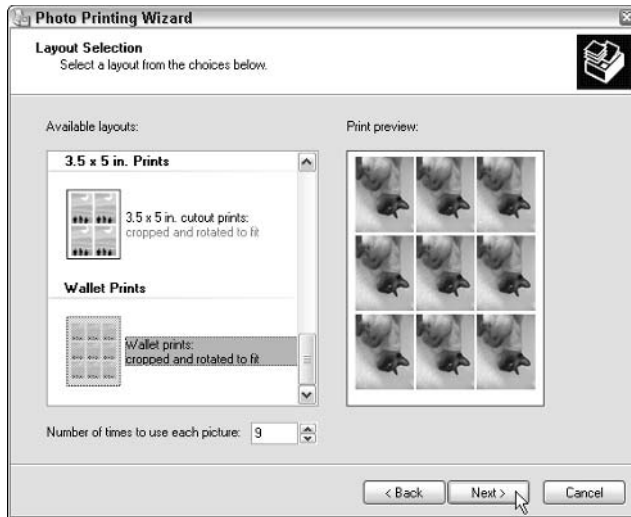 Photo Printing Wizard
Layout Selection
Select a layout from the choices below.
Available layouts:
Print preview:
3.5 x 5 in. Prints
3.5 x 5 in. cutout prints:
cropped and rotated to fit
Wallet Prints
Wallet prints:
cropped and rotated to fit
Number of times to use each picture: 9
< Back Next > Cancel